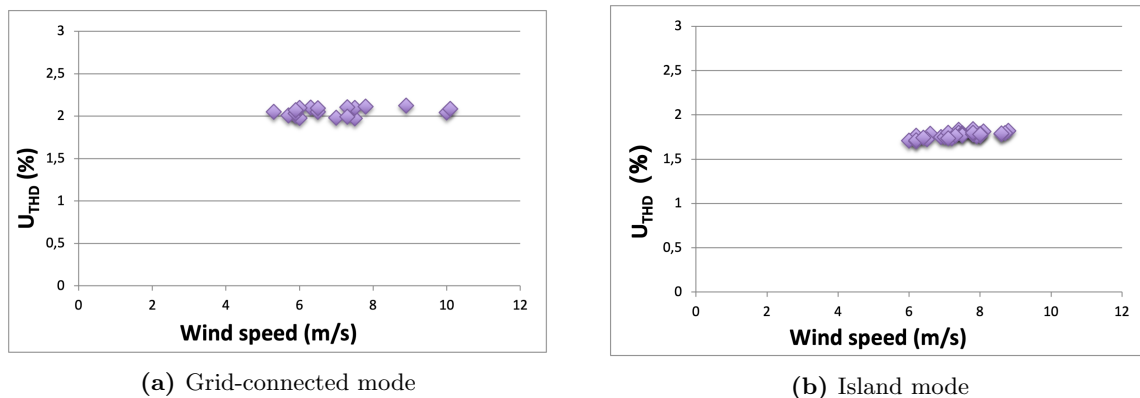 3
2,5
2
1,5
1
0,5
0
U_THD (%)
0 2 4 6 8 10 12
Wind speed (m/s)
(a) Grid-connected mode
3
2,5
2
1,5
1
0,5
0
U_THD (%)
0 2 4 6 8 10 12
Wind speed (m/s)
(b) Island mode